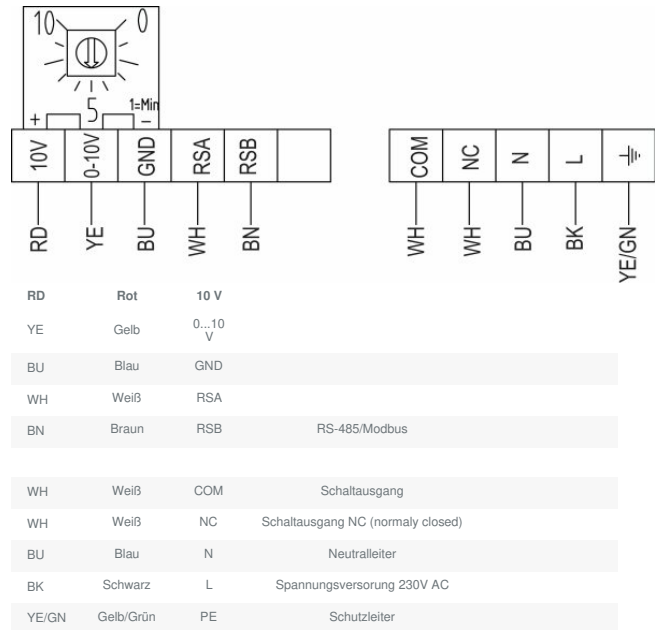 10 0
5 1=Min
+ -
10V 0-10V GND RSA RSB COM NC N L
RD YE BU WH BN WH WH BU BK YE/GN
RD Rot 10 V
YE Gelb 0...10
V
BU Blau GND
WH Weiß RSA
BN Braun RSB RS-485/Modbus
WH Weiß COM Schaltausgang
WH Weiß NC Schaltausgang NC (normaly closed)
BU Blau N Neutralleiter
BK Schwarz L Spannungsversorung 230V AC
YE/GN Gelb/Grün PE Schutzleiter